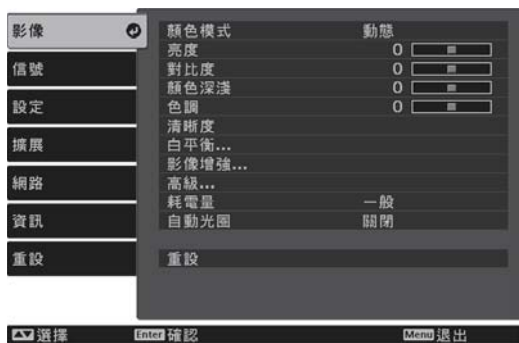 影像
信號
設定
擴展
網路
資訊
重設
顏色模式 動態
亮度 0
對比度 0
顏色深淺 0
色調 0
清晰度
白平衡...
影像增強...
高級...
耗電量 一般
自動光圈 關閉
重設
選擇 Enter 確認 Menu 退出